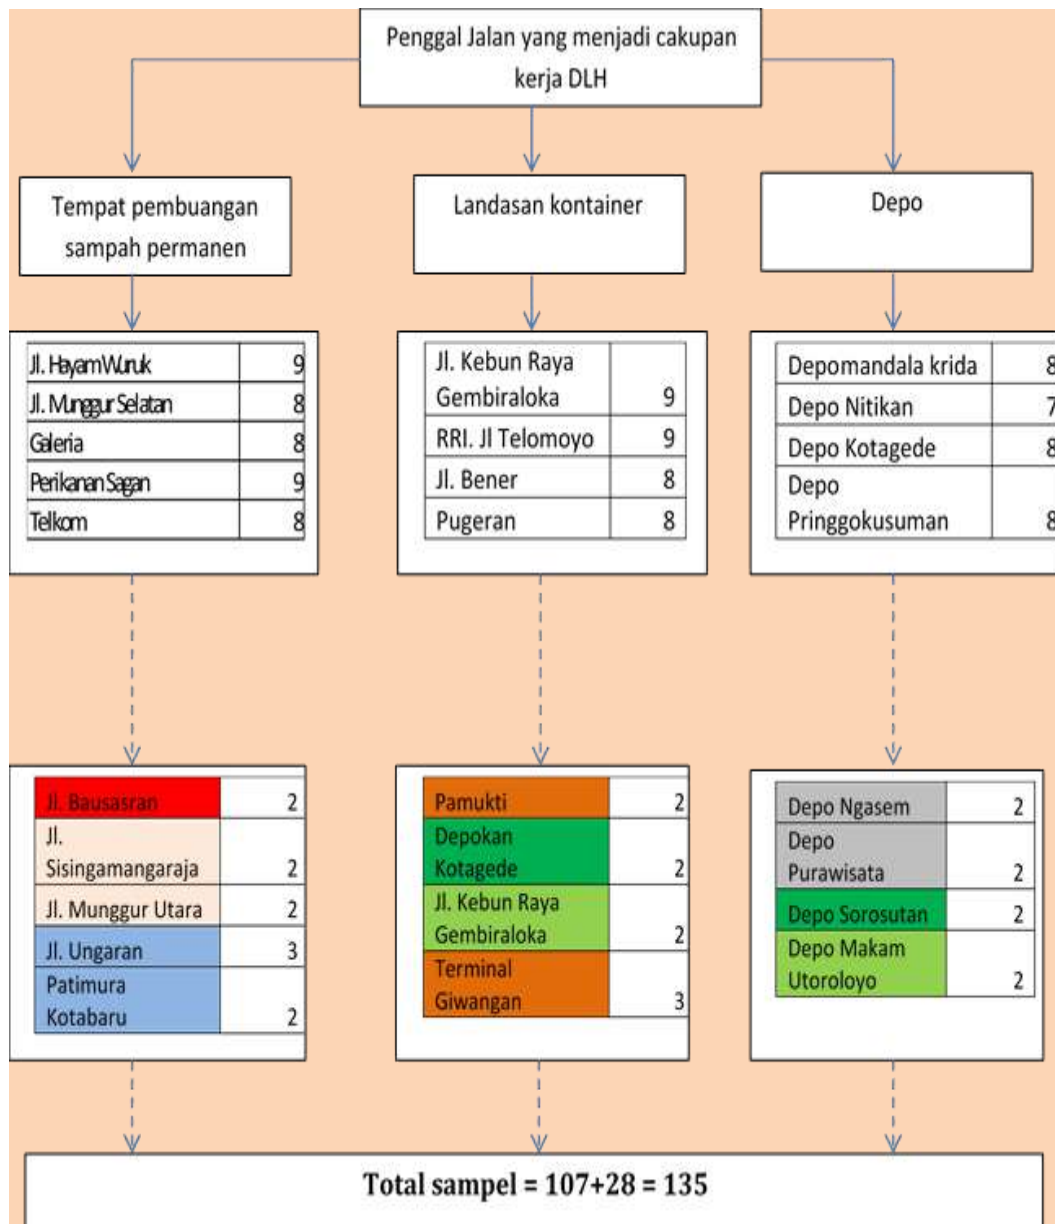 Penggal Jalan yang menjadi cakupan
kerja DLH
Tempat pembuangan
sampah permanen
Landasan kontainer
Depo
Jl. Hayam Wuruk 9
Jl. Munggur Selatan 8
Galeria 8
Perikanan Sagan 9
Telkom 8
Jl. Kebun Raya
Gembiraloka 9
RRI. Jl Telomoyo 9
Jl. Bener 8
Pugeran 8
Depomandala krida 8
Depo Nitikan 7
Depo Kotagede 8
Depo
Pringgokusuman 8
Jl. Bausasran 2
Jl.
Sisingamangaraja 2
Jl. Munggur Utara 2
Jl. Ungaran 3
Patimura
Kotabaru 2
Pamukti 2
Depokan
Kotagede 2
Jl. Kebun Raya
Gembiraloka 2
Terminal
Giwangan 3
Depo Ngasem 2
Depo
Purawisata 2
Depo Sorosutan 2
Depo Makam
Utoroloyo 2
Total sampel = 107+28 = 135